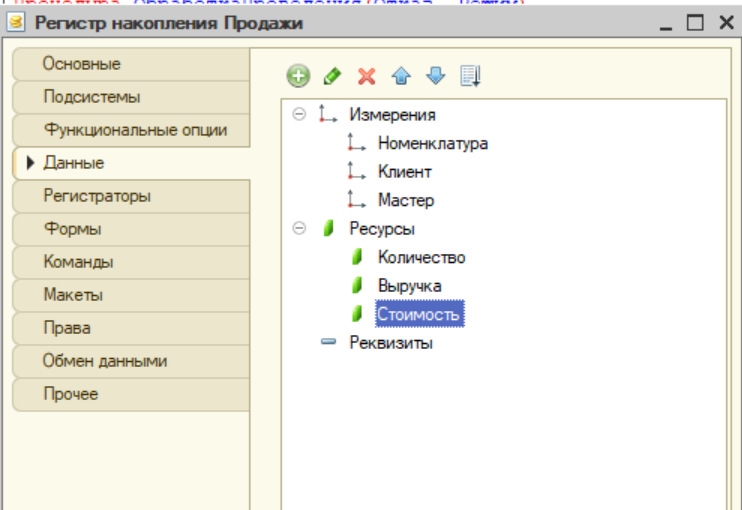 Регистр накопления Продажи
Основные
Подсистемы
Функциональные опции
Данные
Регистраторы
Формы
Команды
Макеты
Права
Обмен данными
Прочее
Измерения
Номенклатура
Клиент
Мастер
Ресурсы
Количество
Выручка
Стоимость
Реквизиты